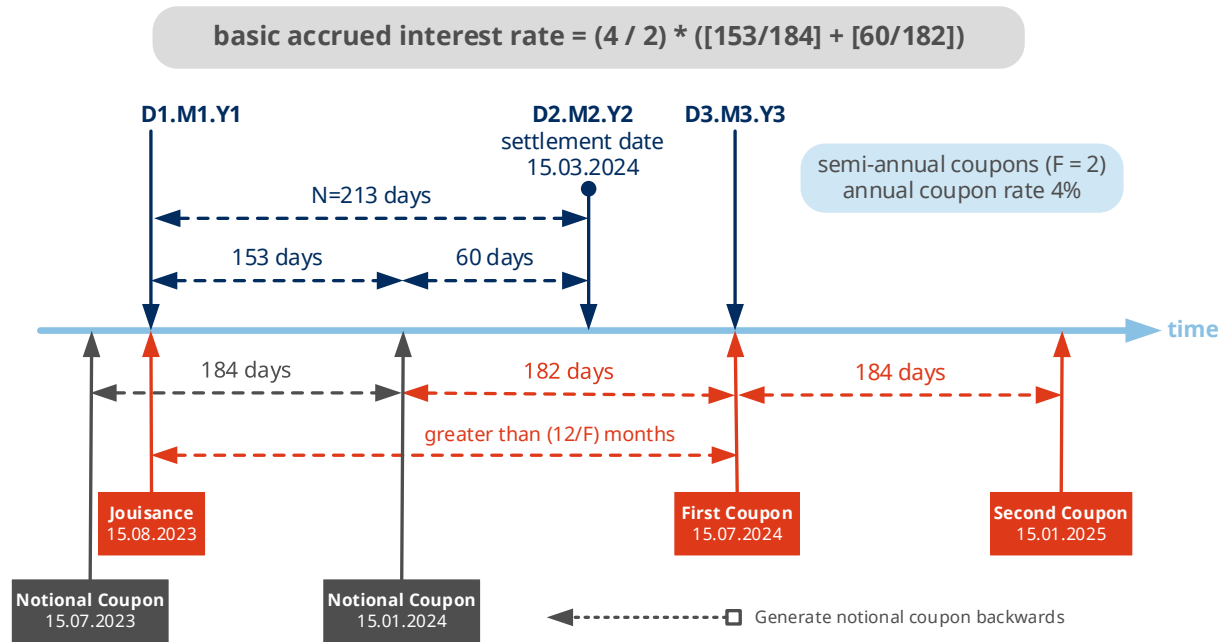 basic accrued interest rate = (4 / 2) * ([153/184] + [60/182])
D1.M1.Y1
D2.M2.Y2
D3.M3.Y3
settlement date
15.03.2024
semi-annual coupons (F = 2)
annual coupon rate 4%
N=213 days
153 days
60 days
time
184 days
182 days
184 days
greater than (12/F) months
Jouisance
15.08.2023
First Coupon
15.07.2024
Second Coupon
15.01.2025
Notional Coupon
15.07.2023
Notional Coupon
15.01.2024
Generate notional coupon backwards